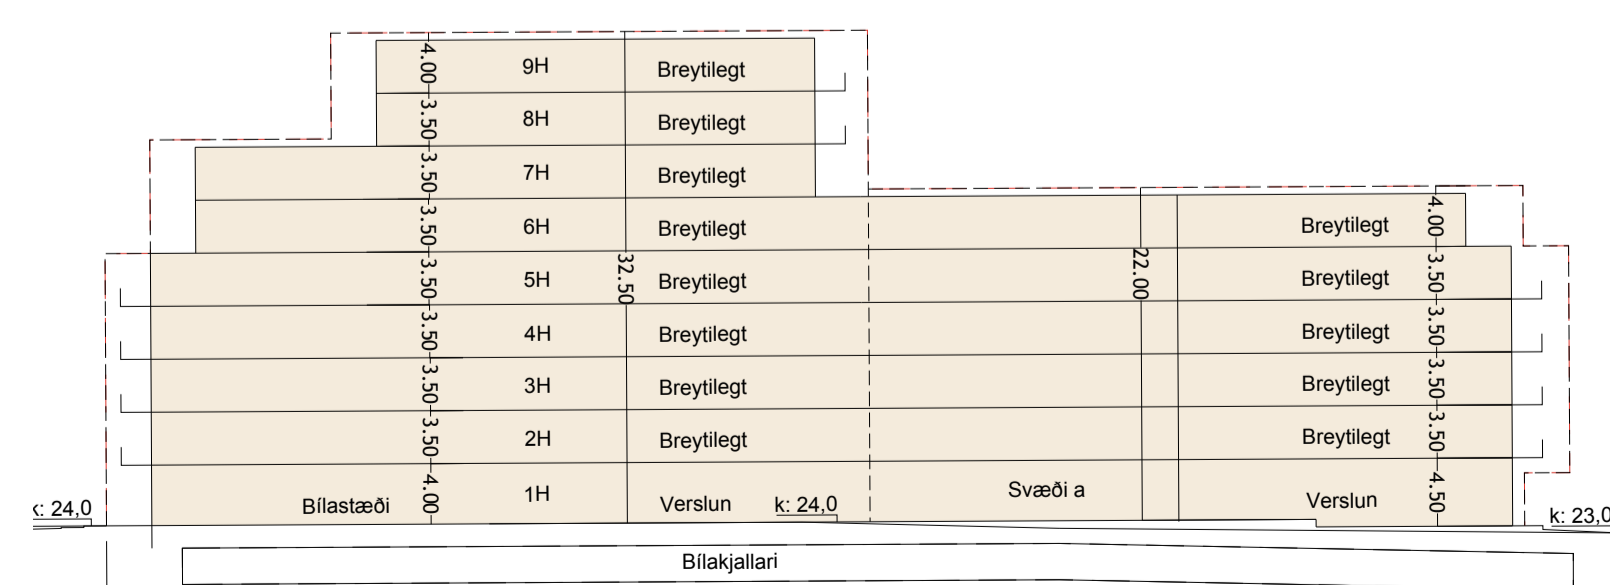 4.00 9H Breytilegt
3.50 8H Breytilegt
3.50 7H Breytilegt
3.50 6H Breytilegt Breytilegt 4.00
3.50 5H 32.50 Breytilegt 22.00 Breytilegt 3.50
3.50 4H Breytilegt Breytilegt 3.50
3.50 3H Breytilegt Breytilegt 3.50
3.50 2H Breytilegt Breytilegt 3.50
k: 24,0 Bílastæði 4.00 1H Verslun k: 24,0 Svæði a Verslun 4.50 k: 23,0
Bílakjallari